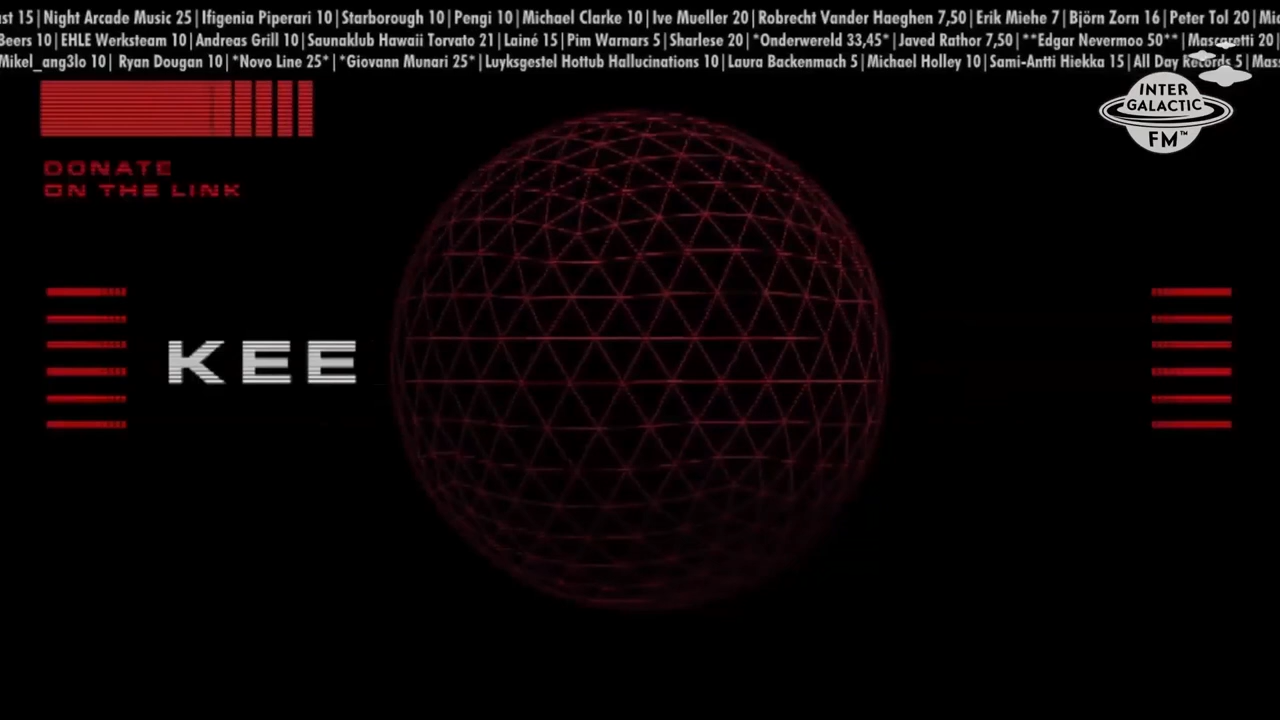 15 | Night Arcade Music 25 | Ifigenia Piperari 10 | Starborough 10 | Pengi 10 | Michael Clarke 10 | Ive Mueller 20 | Robrecht Vander Haeghen 7,50 | Erik Miehe 7 | Björn Zorn 16 | Peter Tol 20 |
10 | EHLE Werksteam 10 | Andreas Grill 10 | Saunaklub Hawaii Torvato 21 | Lainé 15 | Pim Warnars 5 | Sharlese 20 | *Onderwereld 33,45* | Javed Rathor 7,50 | **Edgar Nevermoo 50** | Mascaretti 20 |
Mikel_ang3lo 10 | Ryan Dougan 10 | *Novo Line 25* | *Giovann Munari 25* | Luyksgestel Hottub Hallucinations 10 | Laura Backenmach 5 | Michael Holley 10 | Sami-Antti Hiekka 15 | All Day Records 5 |
INTER
GALACTIC
FM™
DONATE
ON THE LINK
KEE